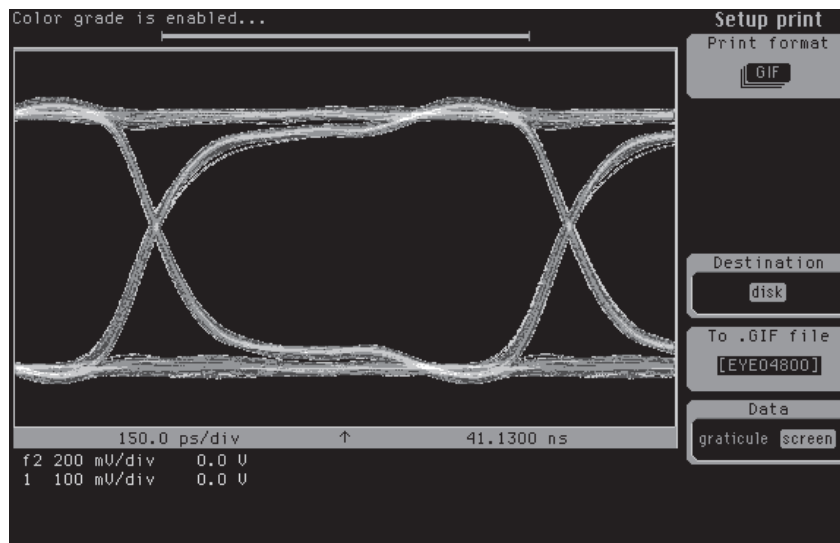 Color grade is enabled...
Setup print
Print format
GIF
Destination
disk
To .GIF file
[EYE04800]
Data
graticule screen
150.0 ps/div ↑ 41.1300 ns
f2 200 mV/div 0.0 V
1 100 mV/div 0.0 V